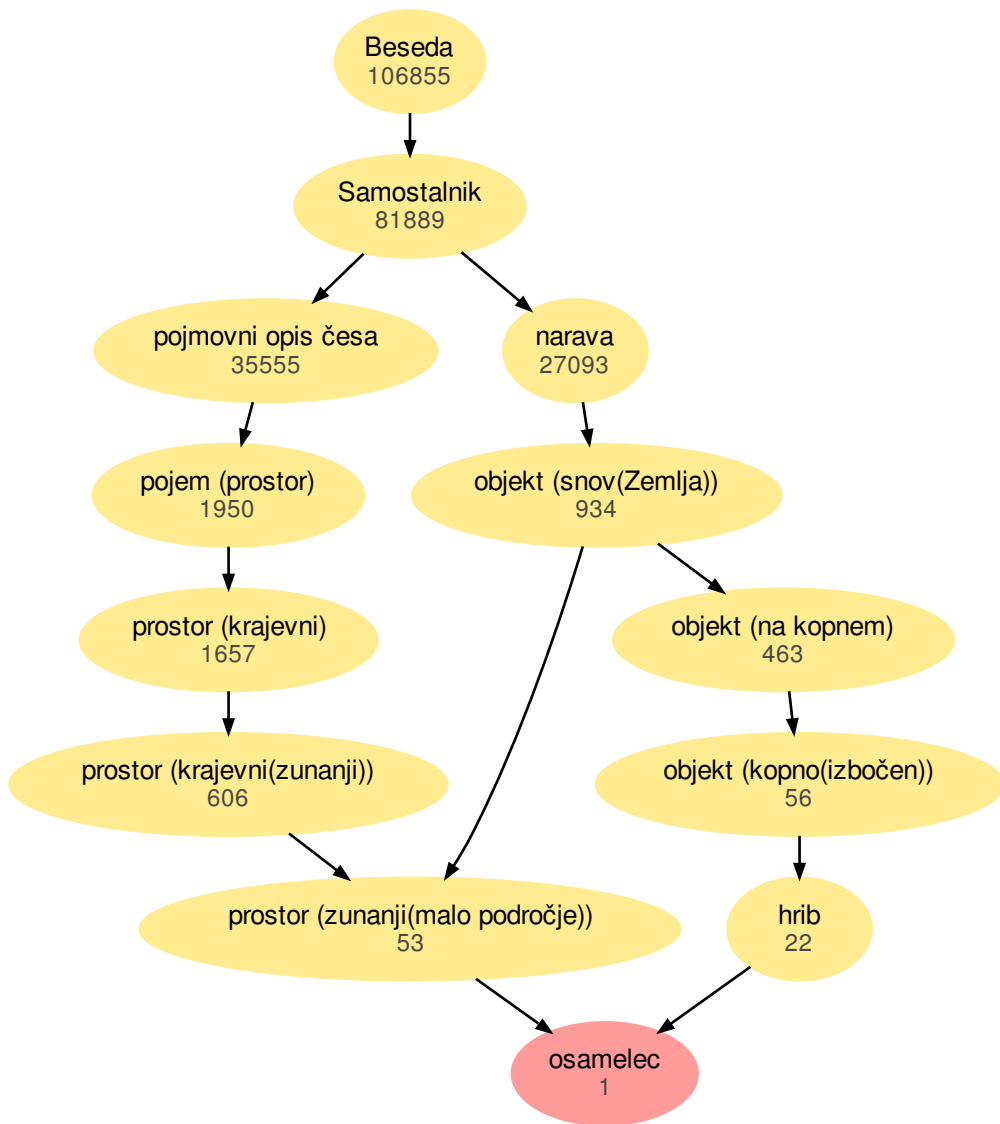 Beseda
106855
Samostalnik
81889
pojmovni opis česa
35555
narava
27093
pojem (prostor)
1950
objekt (snov(Zemlja))
934
prostor (krajevni)
1657
objekt (na kopnem)
463
prostor (krajevni(zunanji))
606
objekt (kopno(izbočen))
56
prostor (zunanji(malo področje))
53
hrib
22
osamelec
1